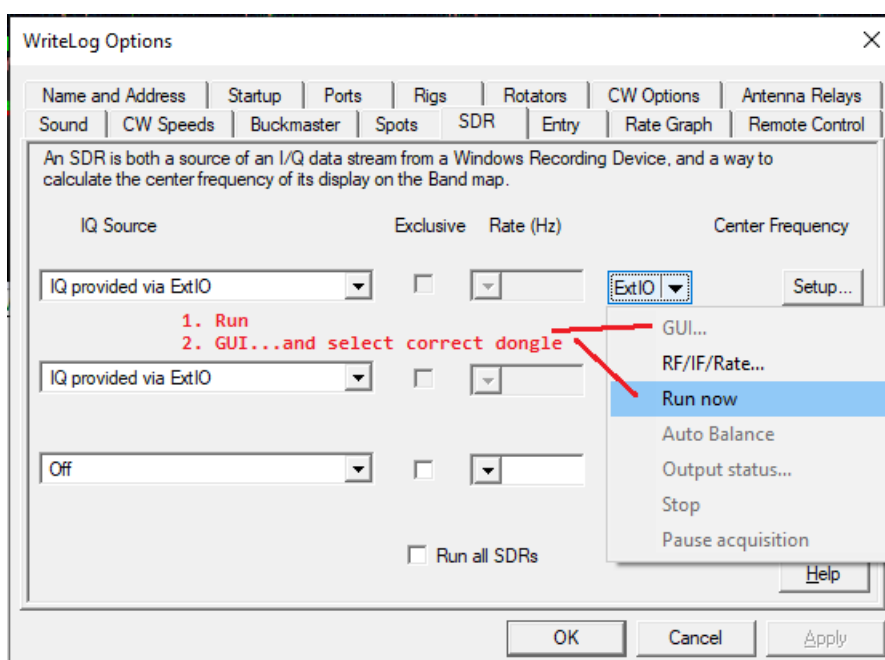 WriteLog Options
Name and Address Startup Ports Rigs Rotators CW Options Antenna Relays
Sound CW Speeds Buckmaster Spots SDR Entry Rate Graph Remote Control
An SDR is both a source of an I/Q data stream from a Windows Recording Device, and a way to
calculate the center frequency of its display on the Band map.
IQ Source Exclusive Rate (Hz) Center Frequency
IQ provided via ExtIO ExtIO Setup...
1. Run
2. GUI...and select correct dongle
GUI...
RF/IF/Rate...
IQ provided via ExtIO
Run now
Auto Balance
Off
Output status...
Stop
Pause acquisition
Run all SDRs
Help
OK Cancel Apply